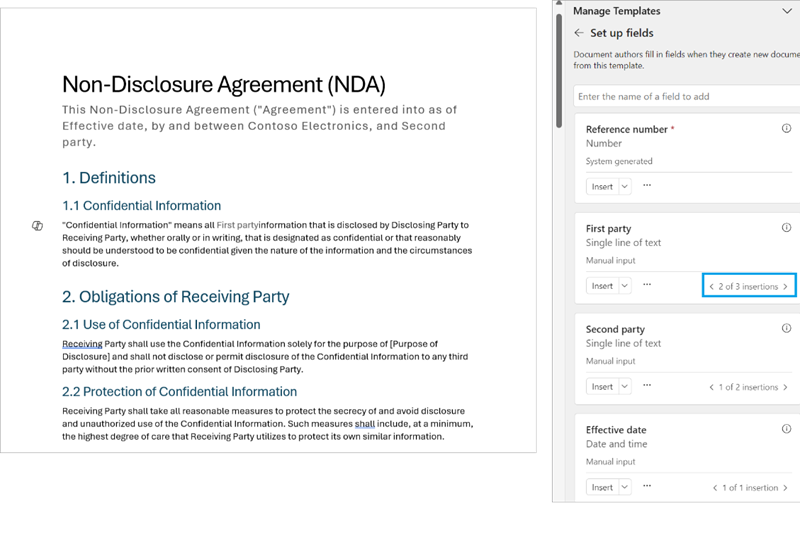 Non-Disclosure Agreement (NDA)
This Non-Disclosure Agreement ("Agreement") is entered into as of
Effective date, by and between Contoso Electronics, and Second
party.
1. Definitions
1.1 Confidential Information
"Confidential Information" means all First partyinformation that is disclosed by Disclosing Party to
Receiving Party, whether orally or in writing, that is designated as confidential or that reasonably
should be understood to be confidential given the nature of the information and the circumstances
of disclosure.
2. Obligations of Receiving Party
2.1 Use of Confidential Information
Receiving Party shall use the Confidential Information solely for the purpose of [Purpose of
Disclosure] and shall not disclose or permit disclosure of the Confidential Information to any third
party without the prior written consent of Disclosing Party.
2.2 Protection of Confidential Information
Receiving Party shall take all reasonable measures to protect the secrecy of and avoid disclosure
and unauthorized use of the Confidential Information. Such measures shall include, at a minimum,
the highest degree of care that Receiving Party utilizes to protect its own similar information.
Manage Templates
Set up fields
Document authors fill in fields when they create new docume
from this template.
Enter the name of a field to add
Reference number *
Number
System generated
Insert ...
First party
Single line of text
Manual input
Insert ... < 2 of 3 insertions >
Second party
Single line of text
Manual input
Insert ... < 1 of 2 insertions >
Effective date
Date and time
Manual input
Insert ... < 1 of 1 insertion >